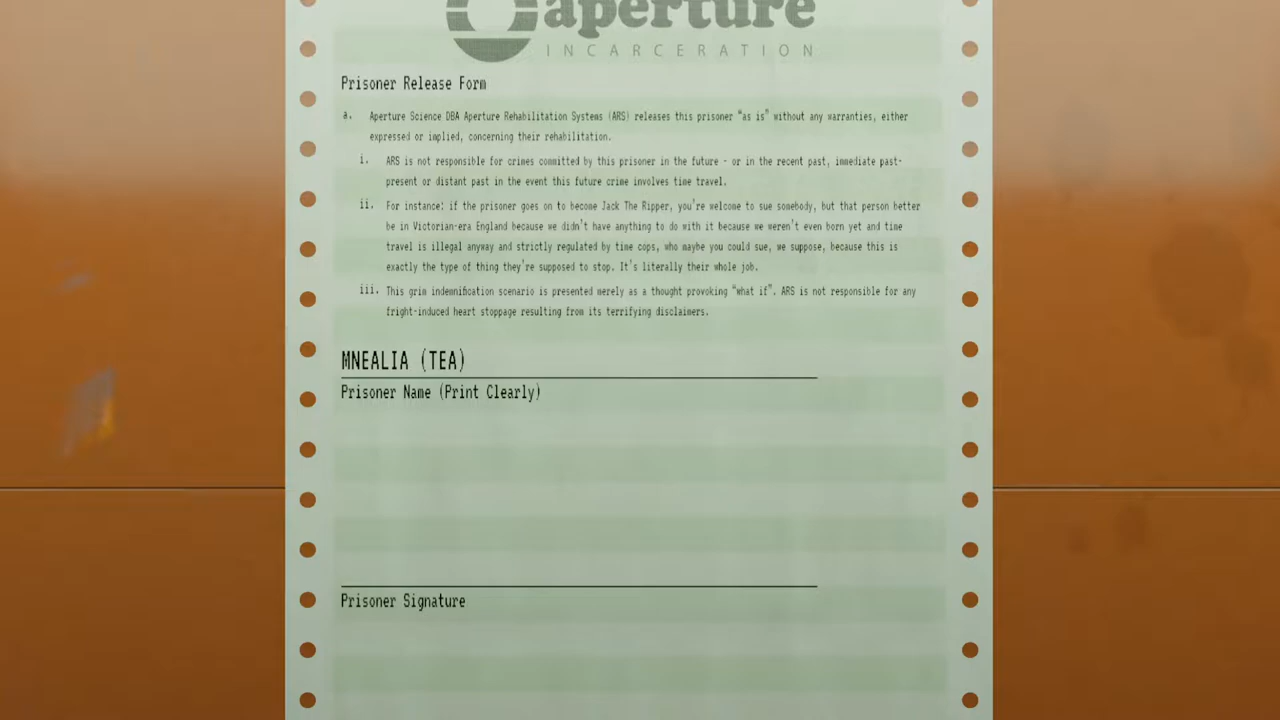 aperture
INCARCERATION
Prisoner Release Form
a. Aperture Science DBA Aperture Rehabilitation Systems (ARS) releases this prisoner “as is” without any warranties, either
expressed or implied, concerning their rehabilitation.
i. ARS is not responsible for crimes committed by this prisoner in the future - or in the recent past, immediate past-
present or distant past in the event this future crime involves time travel.
ii. For instance: if the prisoner goes on to become Jack The Ripper, you're welcome to sue somebody, but that person better
be in Victorian-era England because we didn't have anything to do with it because we weren't even born yet and time
travel is illegal anyway and strictly regulated by time cops, who maybe you could sue, we suppose, because this is
exactly the type of thing they're supposed to stop. It's literally their whole job.
iii. This grim indemnification scenario is presented merely as a thought provoking “what if”. ARS is not responsible for any
fright-induced heart stoppage resulting from its terrifying disclaimers.
MNEALIA (TEA)
Prisoner Name (Print Clearly)
Prisoner Signature